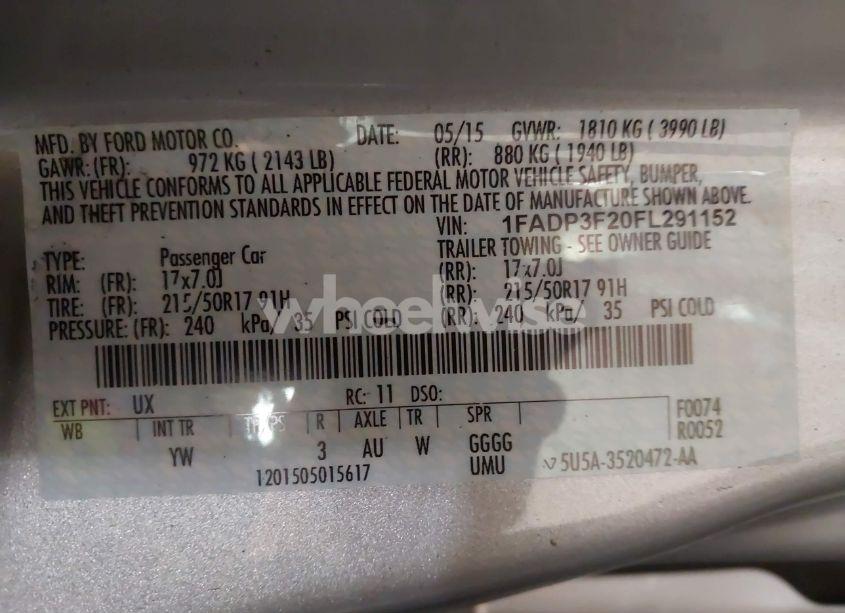 MFD. BY FORD MOTOR CO. DATE: 05/15 GVWR: 1810 KG ( 3990 LB)
GAWR: (FR): 972 KG ( 2143 LB) (RR): 880 KG ( 1940 LB)
THIS VEHICLE CONFORMS TO ALL APPLICABLE FEDERAL MOTOR VEHICLE SAFETY, BUMPER,
AND THEFT PREVENTION STANDARDS IN EFFECT ON THE DATE OF MANUFACTURE SHOWN ABOVE.
VIN: 1FADP3F20FL291152
TYPE: Passenger Car TRAILER TOWING - SEE OWNER GUIDE
RIM: (FR): 17x7.0J (RR): 17x7.0J
TIRE: (FR): 215/50R17 91H (RR): 215/50R17 91H
PRESSURE: (FR): 240 kPa/ 35 PSI COLD (RR): 240 kPa/ 35 PSI COLD
wheelwise
EXT PNT: UX RC: 11 DSO:
WB INT TR R AXLE TR SPR F0074
YW 3 AU W GGGG R0052
UMU 5U5A-3520472-AA
1201505015617